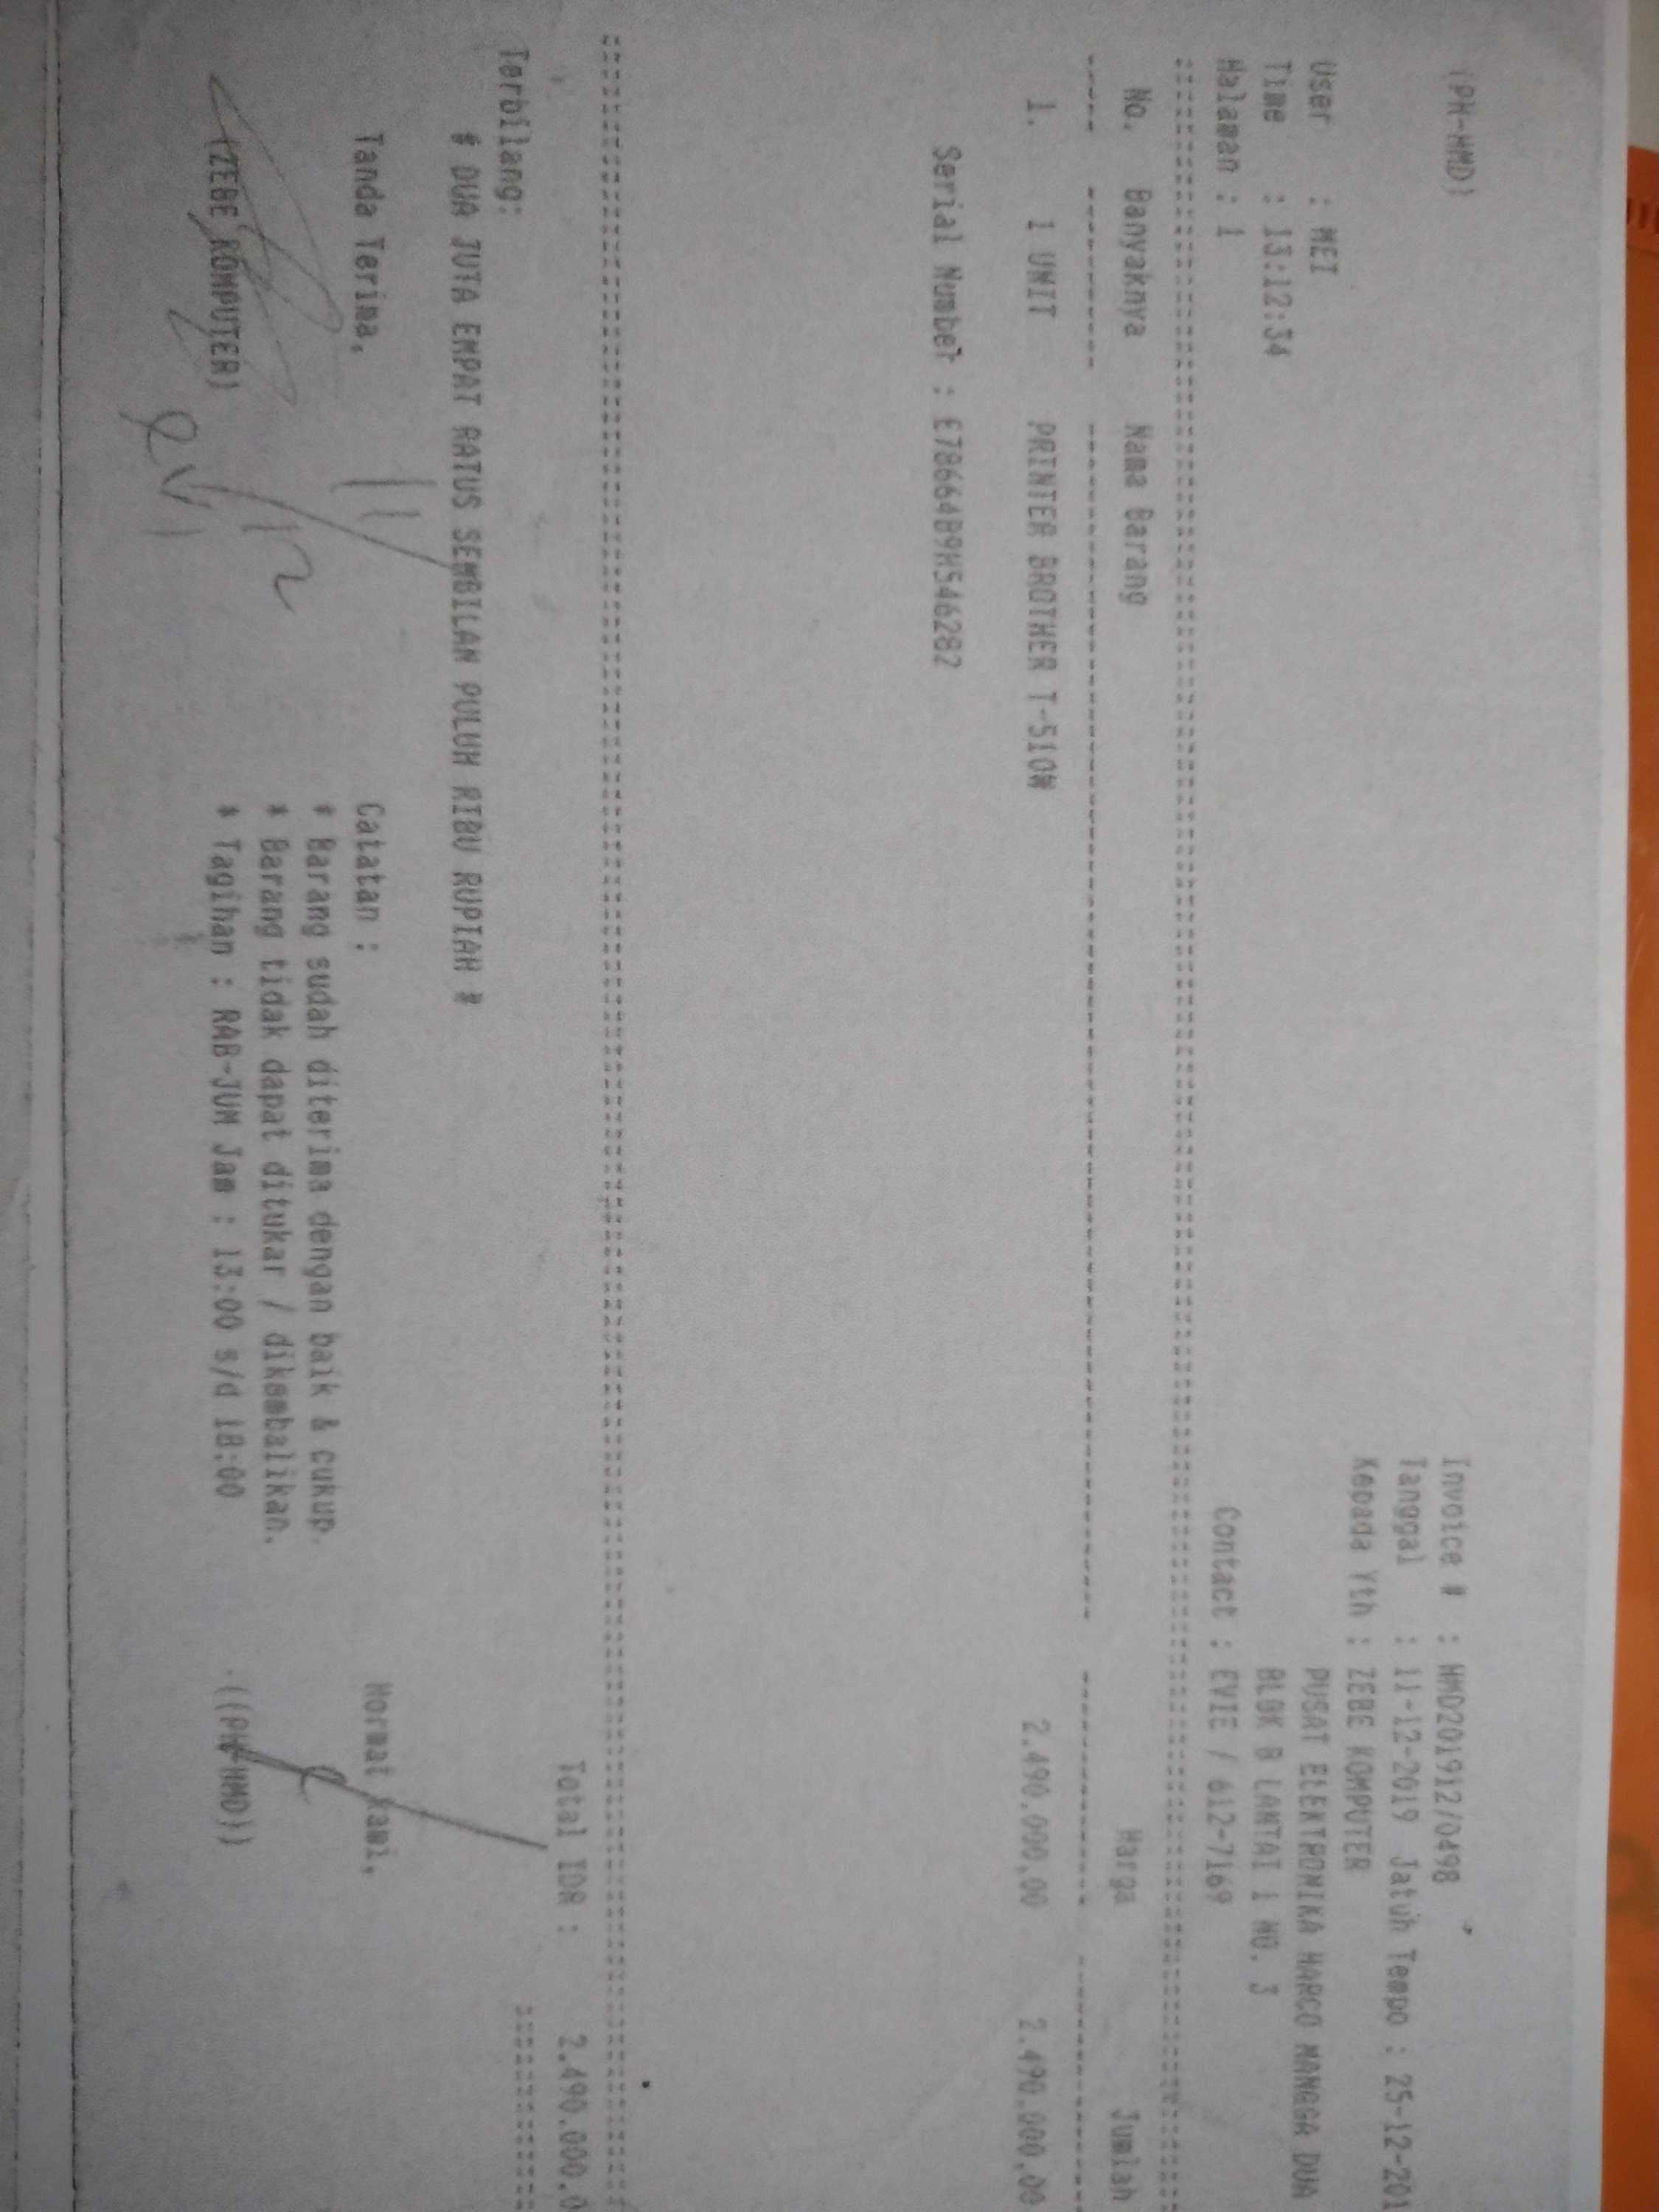 (PH-HMD)
Invoice # : HMD201912/0498
Tanggal : 11-12-2019 Jatuh Tempo : 25-12-201
User : MEI
Kepada Yth : ZEBE KOMPUTER
Time : 13:12:34
PUSAT ELEKTRONIKA HARCO MANGGA DUA
Halaman : 1
BLOK B LANTAI 1 NO. 3
Contact : EVIE / 612-7169
No. Banyaknya Nama Barang Harga Jumlah
1. 1 UNIT PRINTER BROTHER T-510W 2.490.000,00 2.490.000,00
Serial Number : E78664B9H546282
Total IDR : 2.490.000,0
Terbilang:
# DUA JUTA EMPAT RATUS SEMBILAN PULUH RIBU RUPIAH #
Tanda Terima, Catatan : Hormat kami,
* Barang sudah diterima dengan baik & cukup.
* Barang tidak dapat ditukar / dikembalikan.
(ZEBE KOMPUTER) * Tagihan : RAB-JUM Jam : 13:00 s/d 18:00 ((PH-HMD))
11/12
EVI